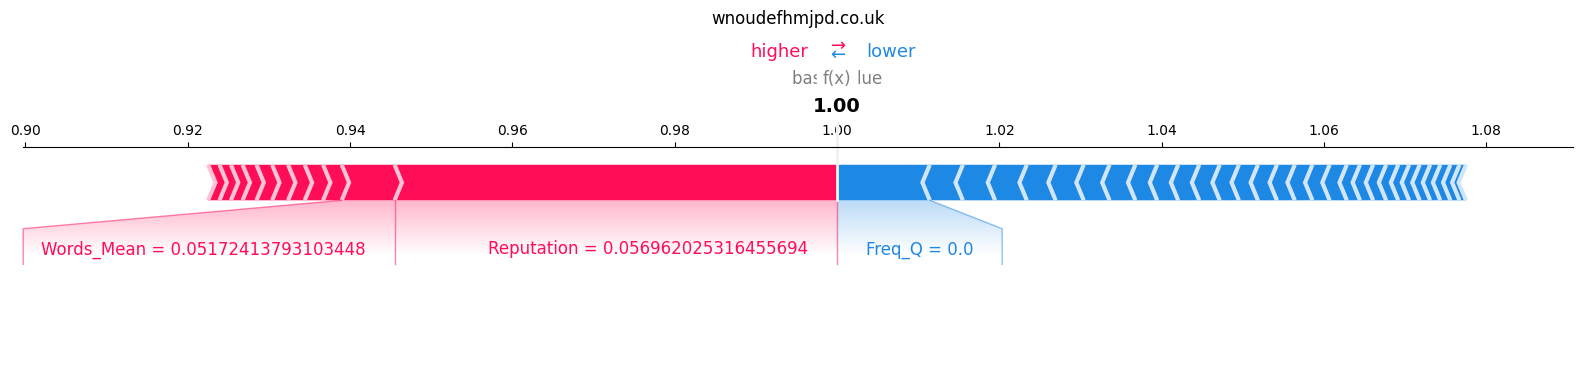 wnoudefhmjpd.co.uk
higher → ← lower
f(x)
1.00
0.90 0.92 0.94 0.96 0.98 1.00 1.02 1.04 1.06 1.08
Words_Mean = 0.05172413793103448 Reputation = 0.056962025316455694 Freq_Q = 0.0